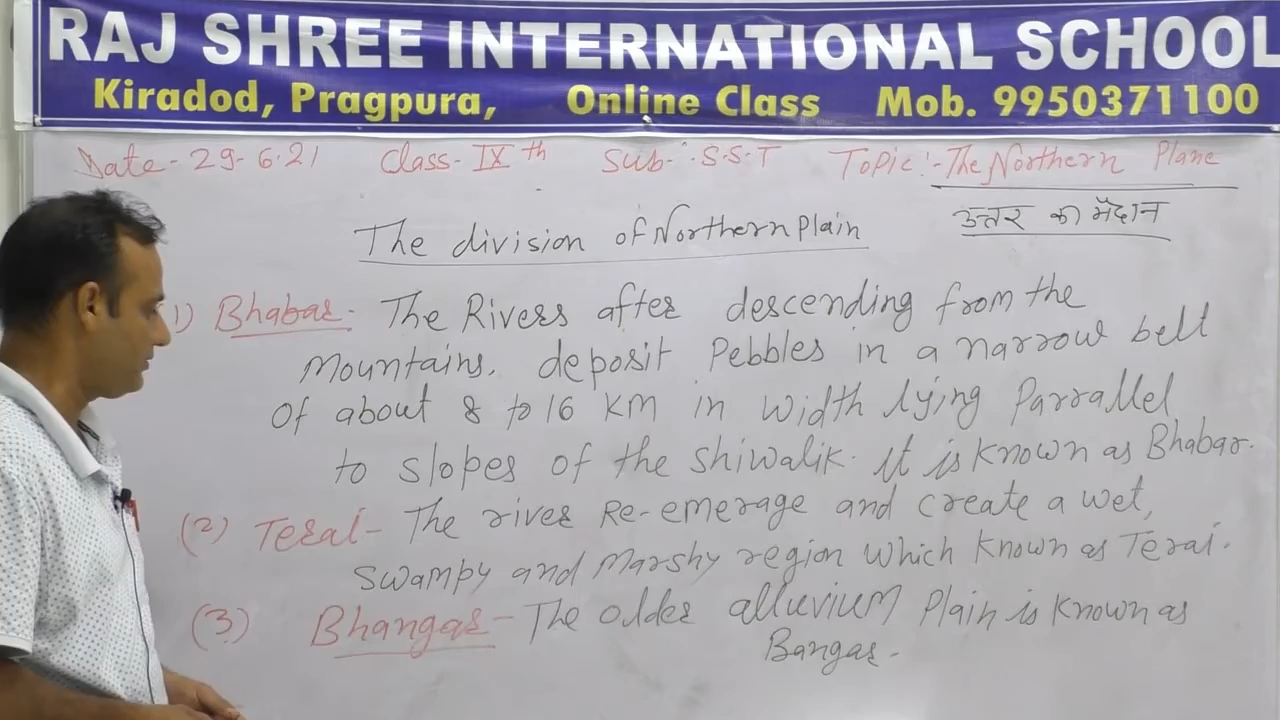 RAJ SHREE INTERNATIONAL SCHOOL
Kiradod, Pragpura, Online Class Mob. 9950371100
Date - 29-6-21 Class - IXth Sub - S.S.T Topic :- The Northern Plane
उत्तर का मैदान
The division of Northern Plain
1) Bhabar - The Rivers after descending from the
mountains, deposit Pebbles in a narrow belt
of about 8 to 16 KM in width lying Parrallel
to slopes of the Shiwalik. It is known as Bhabar.
(2) Terai - The river Re-emerage and create a wet,
swampy and Marshy region which known as Terai.
(3) Bhangar - The older alluvium Plain is known as
Bangar.